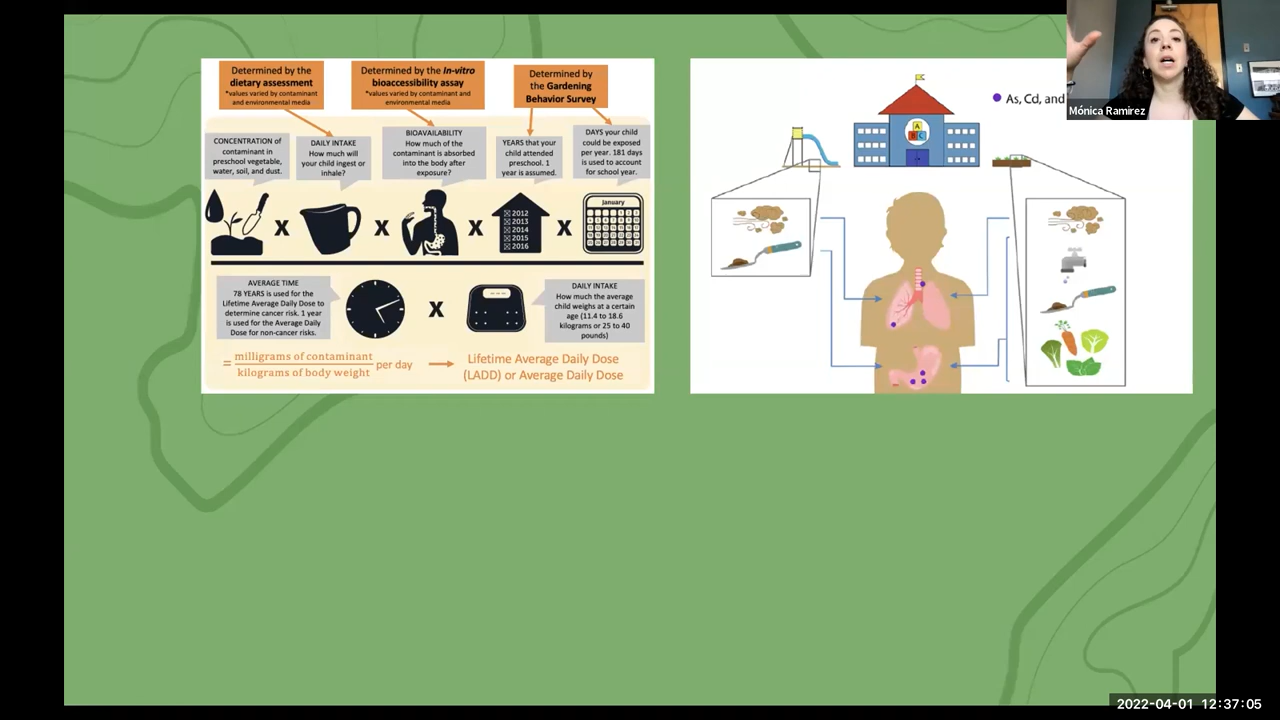 Determined by the
dietary assessment
*values varied by contaminant
and environmental media
Determined by the In-vitro
bioaccessibility assay
*values varied by contaminant and
environmental media
Determined by
the Gardening
Behavior Survey
CONCENTRATION of
contaminant in
preschool vegetable,
water, soil, and dust.
DAILY INTAKE
How much will
your child ingest or
inhale?
BIOAVAILABILITY
How much of the
contaminant is absorbed
into the body after
exposure?
YEARS that your
child attended
preschool. 1
year is assumed.
DAYS your child
could be exposed
per year. 181 days
is used to account
for school year.
X
X
X
X
2012
2013
2014
2015
2016
January
AVERAGE TIME
78 YEARS is used for the
Lifetime Average Daily Dose to
determine cancer risk. 1 year
is used for the Average Daily
Dose for non-cancer risks.
X
DAILY INTAKE
How much the average
child weighs at a certain
age (11.4 to 18.6
kilograms or 25 to 40
pounds)
= milligrams of contaminant
kilograms of body weight
per day
Lifetime Average Daily Dose
(LADD) or Average Daily Dose
As, Cd, and
A
B C
Mónica Ramirez
2022-04-01 12:37:05